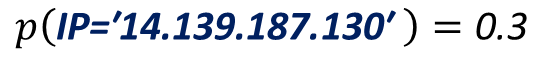 p(IP='14.139.187.130' ) = 0.3